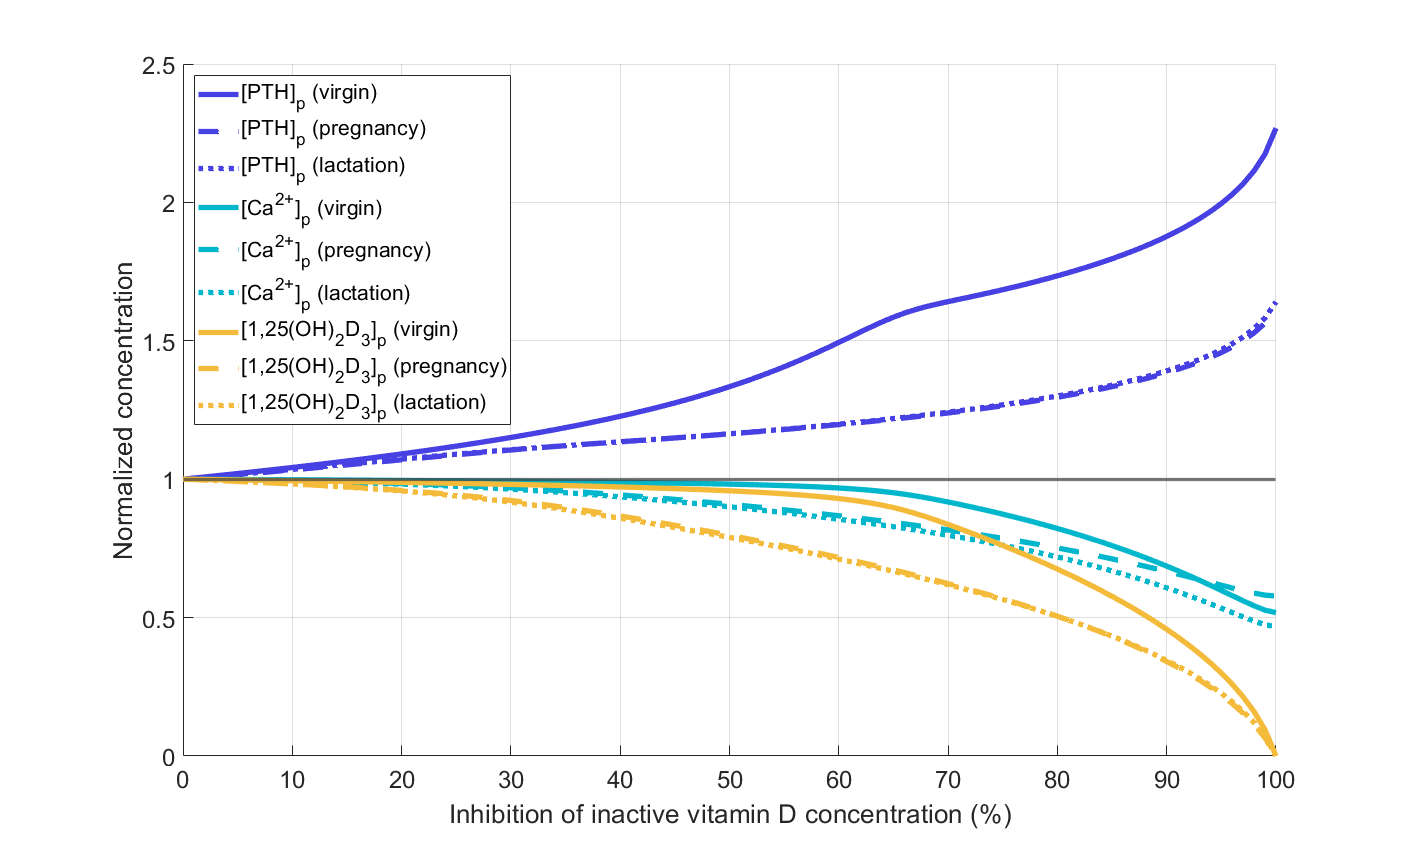 2.5
2
1.5
1
0.5
0
Normalized concentration
[PTH]p (virgin)
[PTH]p (pregnancy)
[PTH]p (lactation)
[Ca2+]p (virgin)
[Ca2+]p (pregnancy)
[Ca2+]p (lactation)
[1,25(OH)2D3]p (virgin)
[1,25(OH)2D3]p (pregnancy)
[1,25(OH)2D3]p (lactation)
0 10 20 30 40 50 60 70 80 90 100
Inhibition of inactive vitamin D concentration (%)